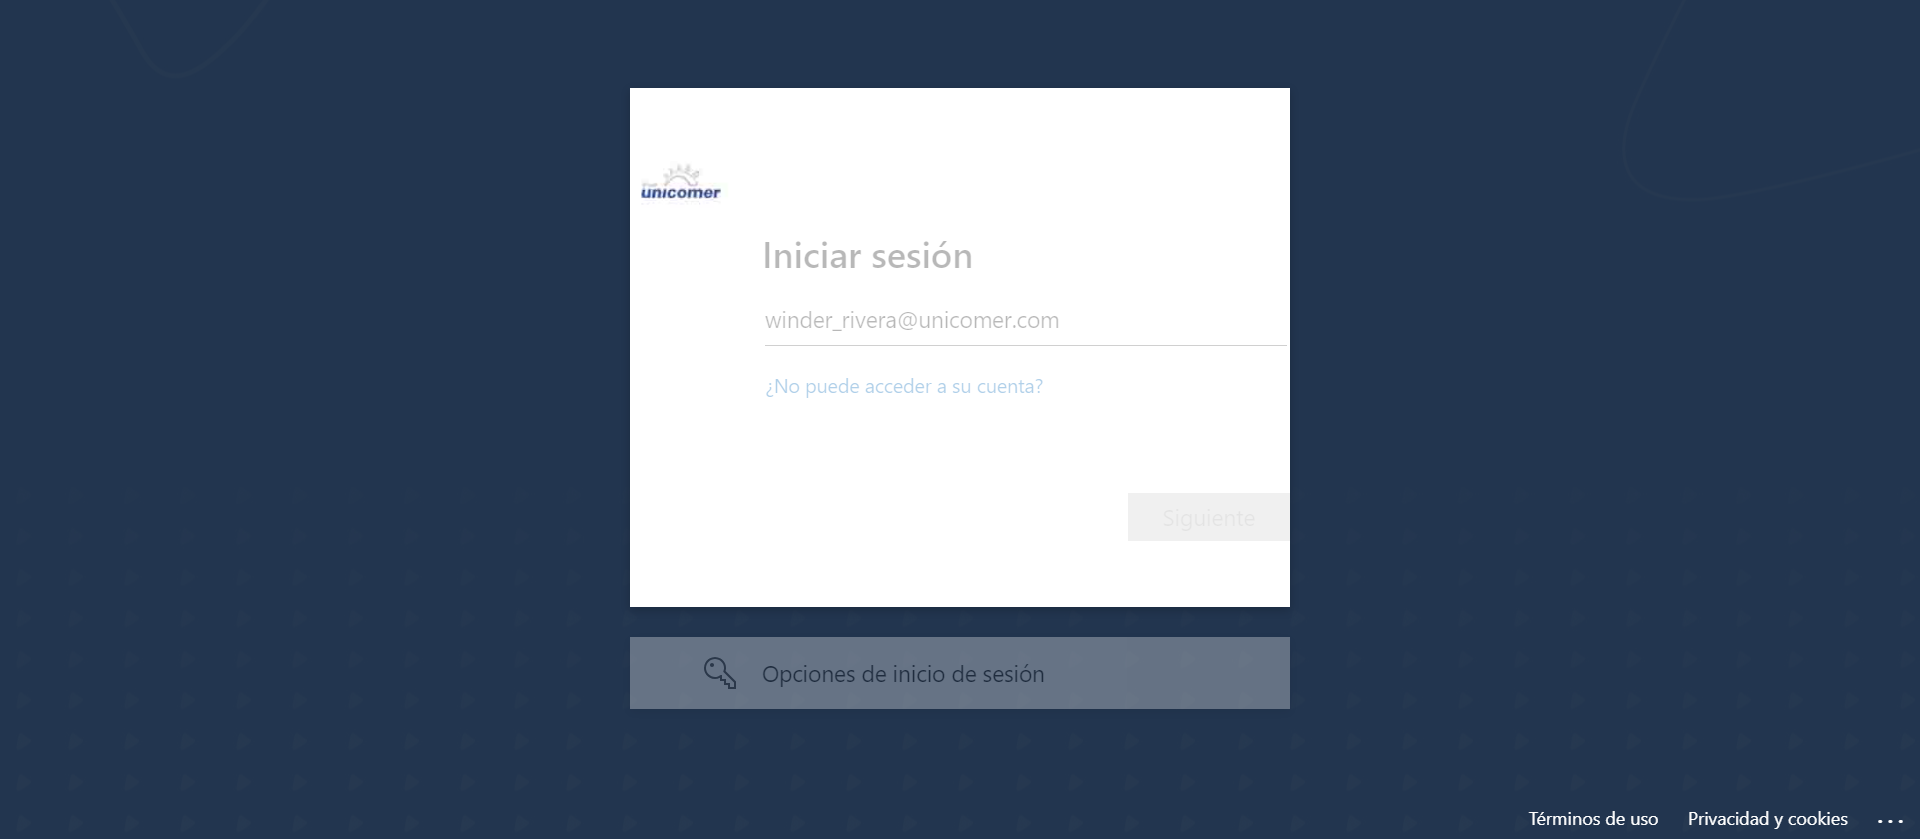 unicomer
Iniciar sesión
winder_rivera@unicomer.com
¿No puede acceder a su cuenta?
Siguiente
Opciones de inicio de sesión
Términos de uso Privacidad y cookies ...